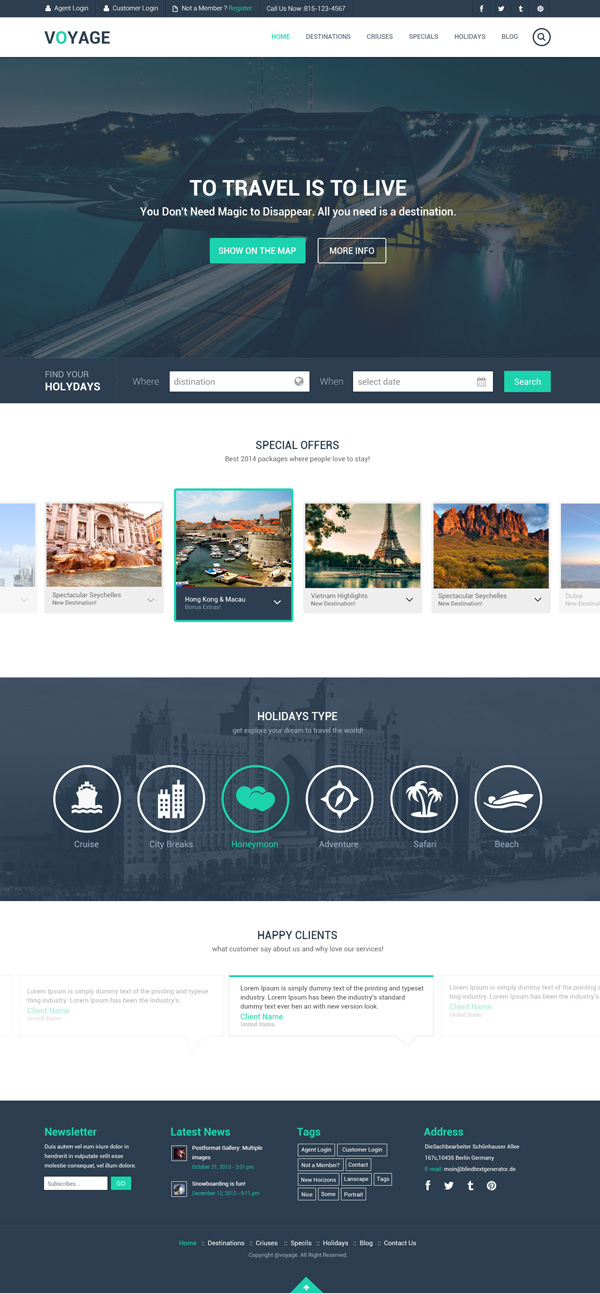 Agent Login Customer Login Not a Member ? Register Call Us Now :815-123-4567
VOYAGE
HOME DESTINATIONS CRIUSES SPECIALS HOLIDAYS BLOG
TO TRAVEL IS TO LIVE
You Don't Need Magic to Disappear. All you need is a destination.
SHOW ON THE MAP MORE INFO
FIND YOUR
HOLYDAYS
Where distination When select date Search
SPECIAL OFFERS
Best 2014 packages where people love to stay!
Spectacular Seychelles
New Destination!
Hong Kong & Macau
Bonus Extras!
Vietnam Highlights
New Destination!
Spectacular Seychelles
New Destination!
Dubai
New Destination
HOLIDAYS TYPE
get explore your dream to travel the world!
Cruise City Breaks Honeymoon Adventure Safari Beach
HAPPY CLIENTS
what customer say about us and why love our services!
Lorem Ipsum is simply dummy text of the printing and typese
tting industry. Lorem Ipsum has been the industry's.
Client Name
United States
Lorem Ipsum is simply dummy text of the printing and typeset
industry. Lorem Ipsum has been the industry's standard
dummy text ever hen an with new version look.
Client Name
United States
Lorem Ipsum is simply dummy text of the
ting industry. Lorem Ipsum has been
Client Name
United States
Newsletter
Duis autem vel eum iriure dolor in
hendrerit in vulputate velit esse
molestie consequat, vel illum dolore.
Subscribes... GO
Latest News
Postformat Gallery: Multiple
images
October 31, 2013 - 3:31 pm
Snowboarding is fun!
December 12, 2012 - 9:11 pm
Tags
Agent Login Customer Login
Not a Member? Contact
New Horizons Lanscape Tags
Nice Some Portrait
Address
DieSachbearbeiter Schönhauser Allee
167c,10435 Berlin Germany
E-mail: moin@blindtextgenerator.de
Home :: Destinations :: Criuses :: Specils :: Holidays :: Blog :: Contact Us
Copyright @voyage. All Right Reserved.